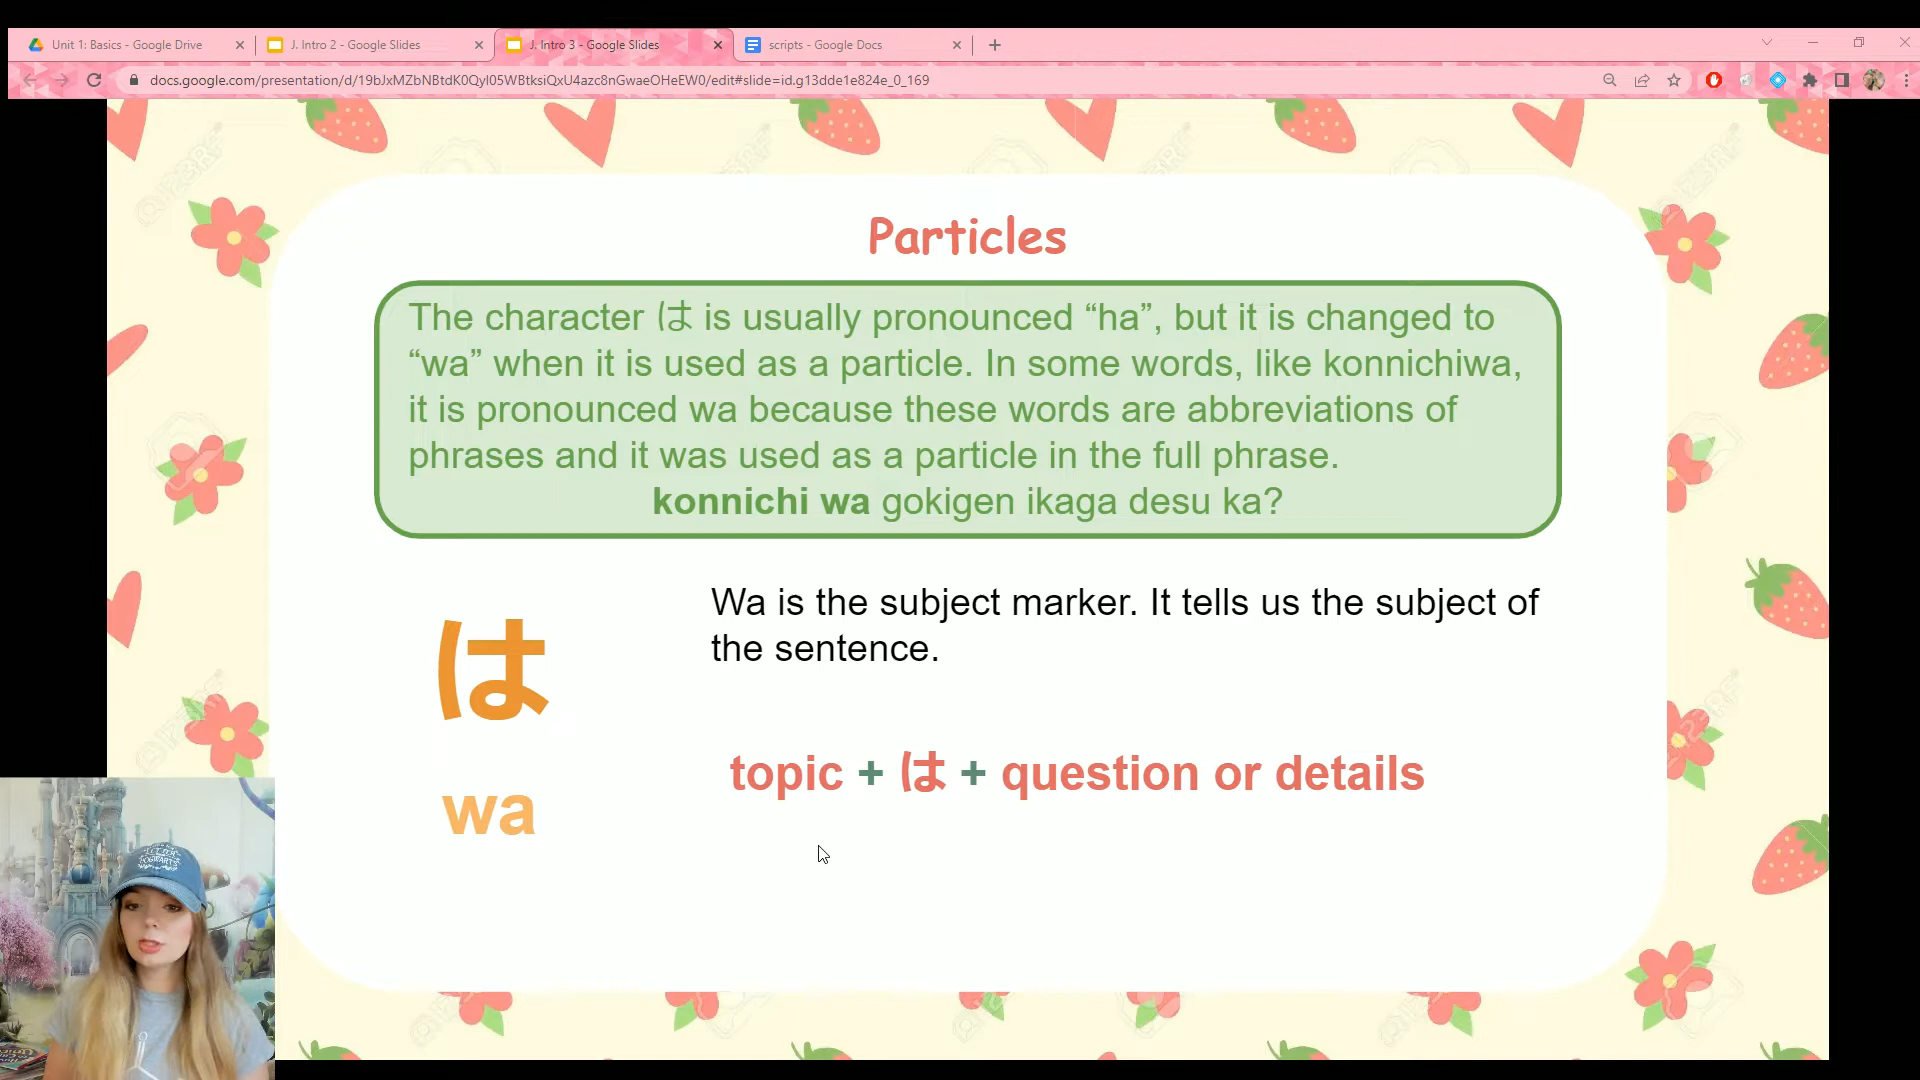 Unit 1: Basics - Google Drive
J. Intro 2 - Google Slides
J. Intro 3 - Google Slides
scripts - Google Docs
docs.google.com/presentation/d/19bJxMZbNBtdK0Qyl05WBtksiQxU4azc8nGwaeOHeEW0/edit#slide=id.g13dde1e824e_0_169
Particles
The character は is usually pronounced “ha”, but it is changed to
“wa” when it is used as a particle. In some words, like konnichiwa,
it is pronounced wa because these words are abbreviations of
phrases and it was used as a particle in the full phrase.
konnichi wa gokigen ikaga desu ka?
は
wa
Wa is the subject marker. It tells us the subject of
the sentence.
topic + は + question or details